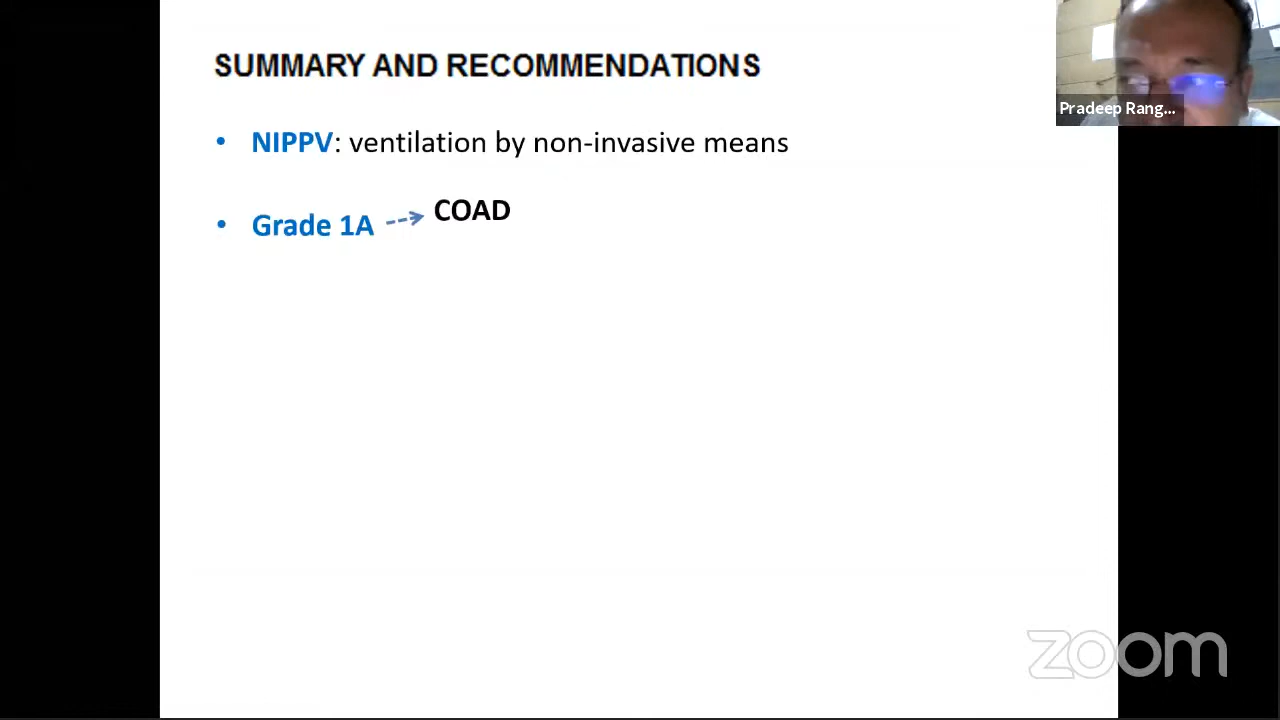 SUMMARY AND RECOMMENDATIONS
Pradeep Rang...
• NIPPV: ventilation by non-invasive means
• Grade 1A COAD
zoom